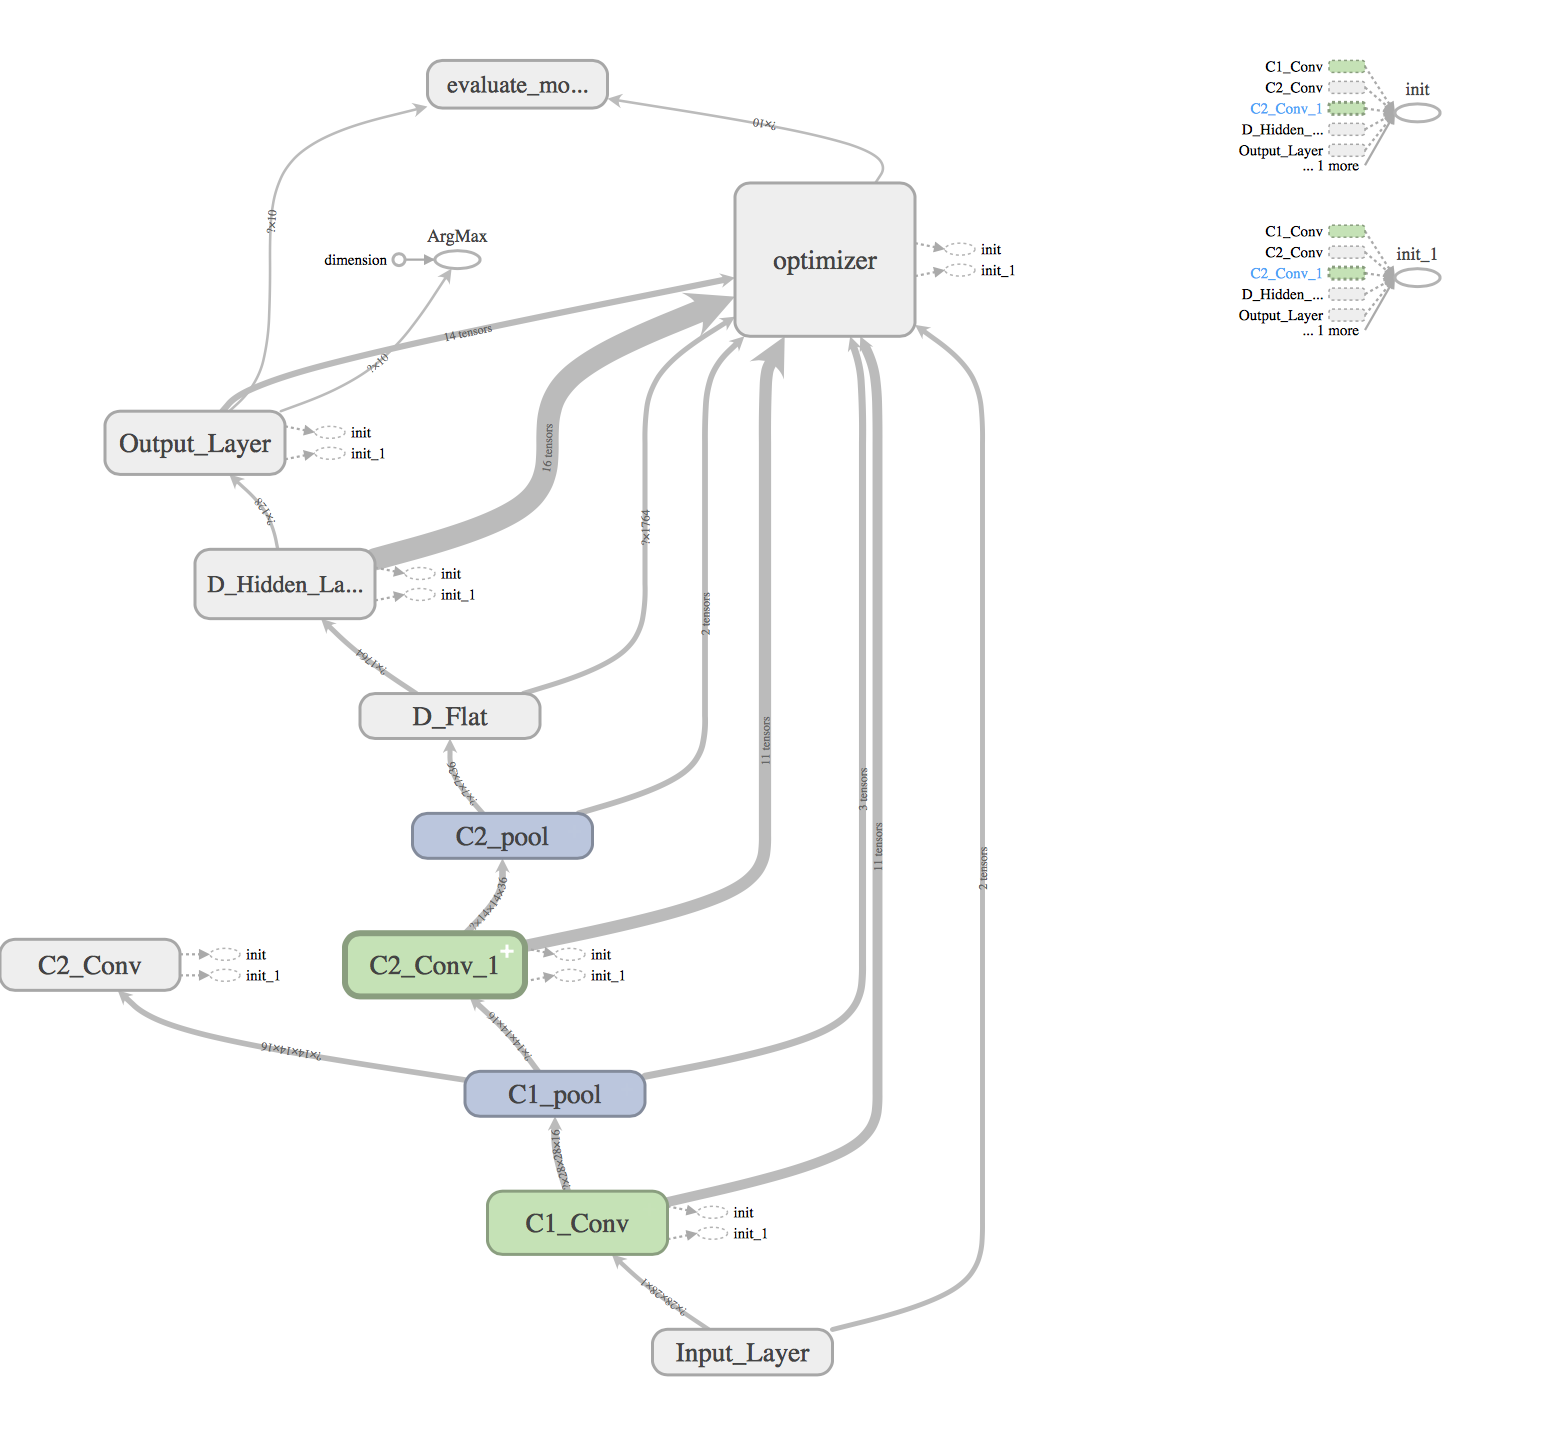 evaluate_mo...
?×10
?×10
ArgMax
dimension
optimizer
init
init_1
14 tensors
?×10
Output_Layer
init
init_1
16 tensors
?×128
D_Hidden_La...
init
init_1
?×1764
?×1764
2 tensors
D_Flat
?×7×7×36
11 tensors
3 tensors
C2_pool
11 tensors
2 tensors
?×14×14×36
C2_Conv
init
init_1
C2_Conv_1
+
init
init_1
?×14×14×16
?×14×14×16
C1_pool
?×28×28×16
C1_Conv
init
init_1
?×28×28×1
Input_Layer
C1_Conv
C2_Conv
C2_Conv_1
D_Hidden_...
Output_Layer
... 1 more
init
C1_Conv
C2_Conv
C2_Conv_1
D_Hidden_...
Output_Layer
... 1 more
init_1